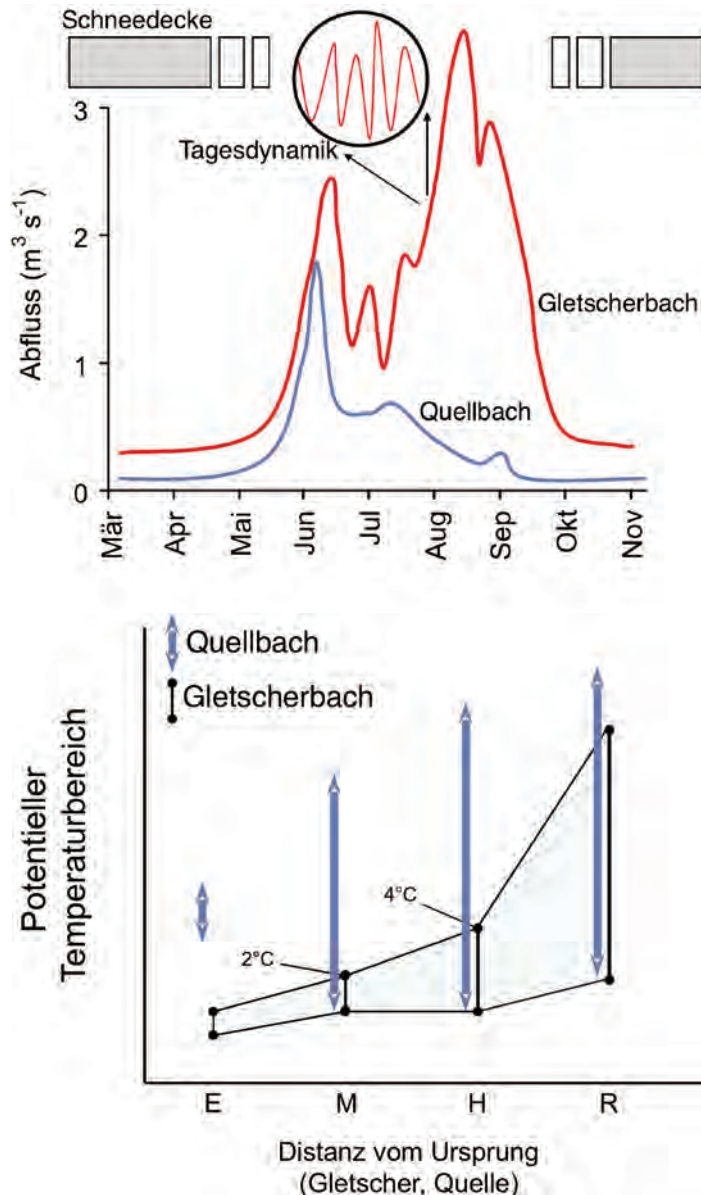 Schneedecke
3
Tagesdynamik
2
Abfluss (m³ s⁻¹)
Gletscherbach
1
Quellbach
0
Mär Apr Mai Jun Jul Aug Sep Okt Nov
Quellbach
Gletscherbach
Potentieller
Temperaturbereich
4°C
2°C
E M H R
Distanz vom Ursprung
(Gletscher, Quelle)